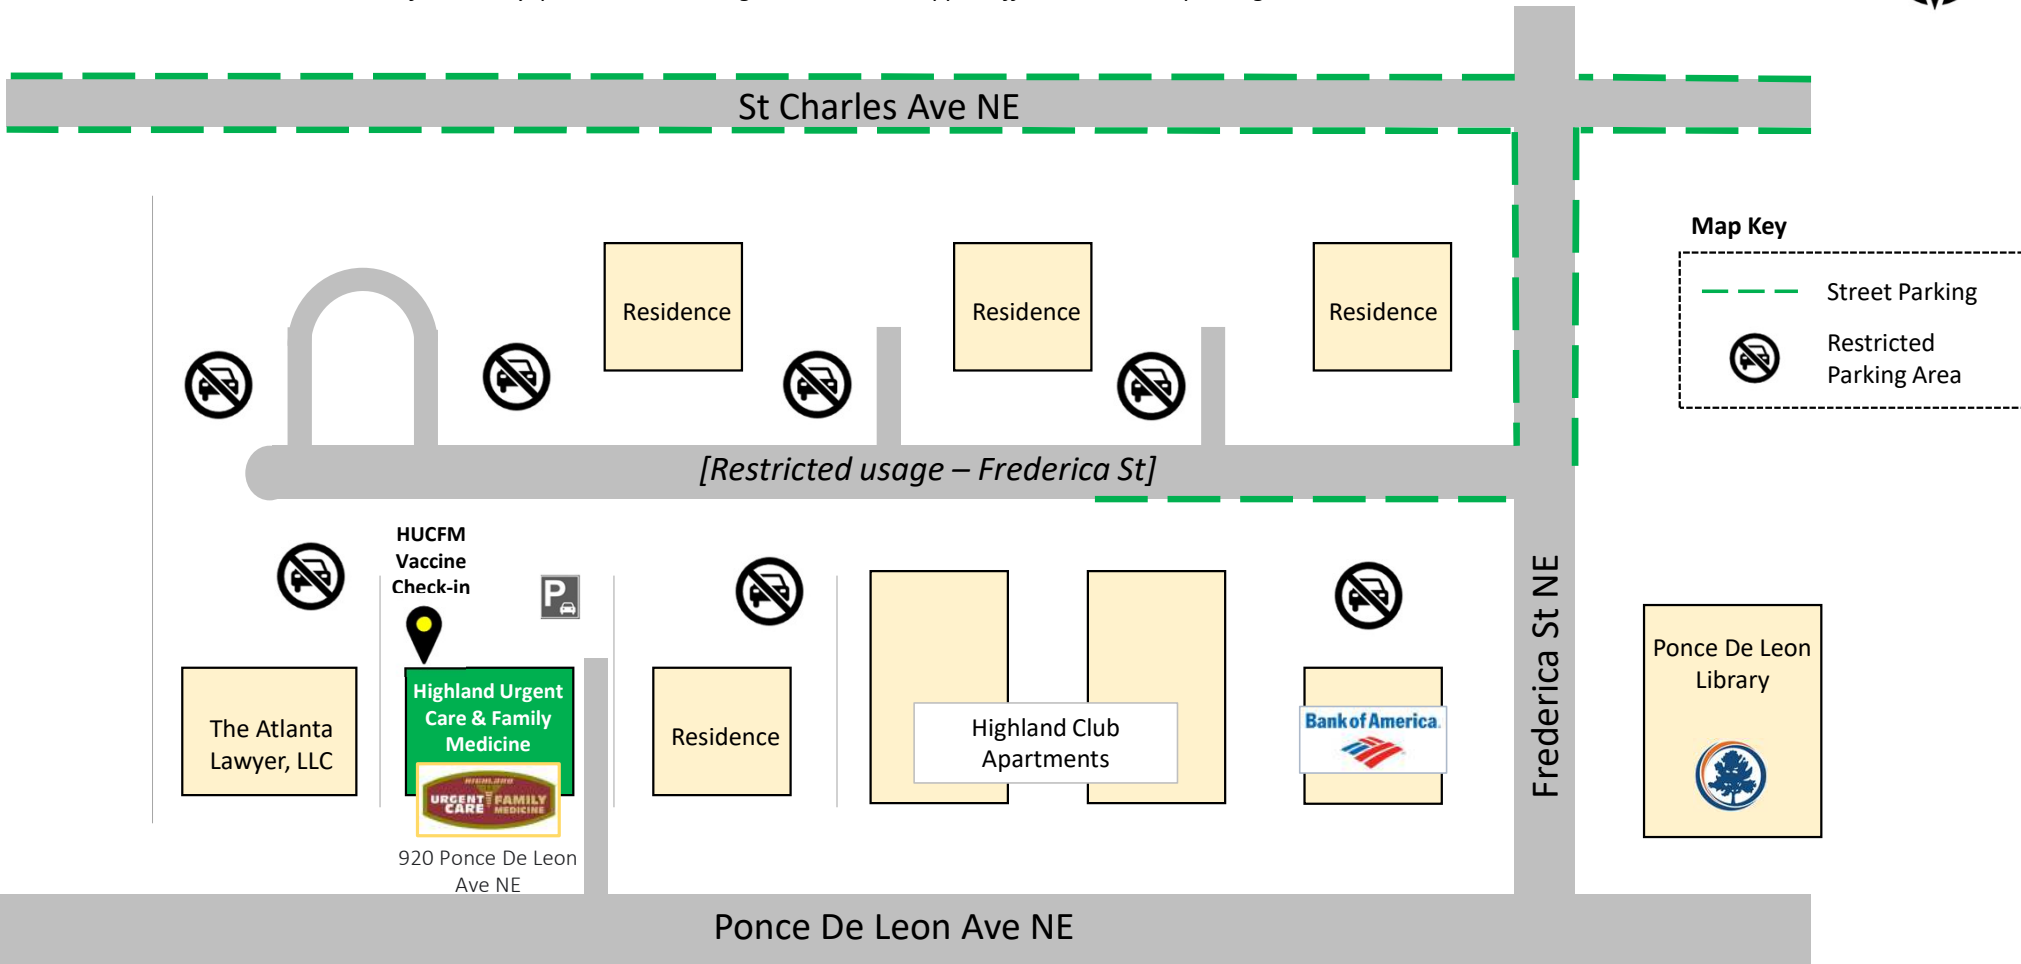 St Charles Ave NE
Map Key
Street Parking
Restricted
Parking Area
Residence
Residence
Residence
[Restricted usage – Frederica St]
HUCFM
Vaccine
Check-in
P
Frederica St NE
The Atlanta
Lawyer, LLC
Highland Urgent
Care & Family
Medicine
HIGHLAND
URGENT FAMILY
CARE MEDICINE
920 Ponce De Leon
Ave NE
Residence
Highland Club
Apartments
Bank of America.
Ponce De Leon
Library
Ponce De Leon Ave NE